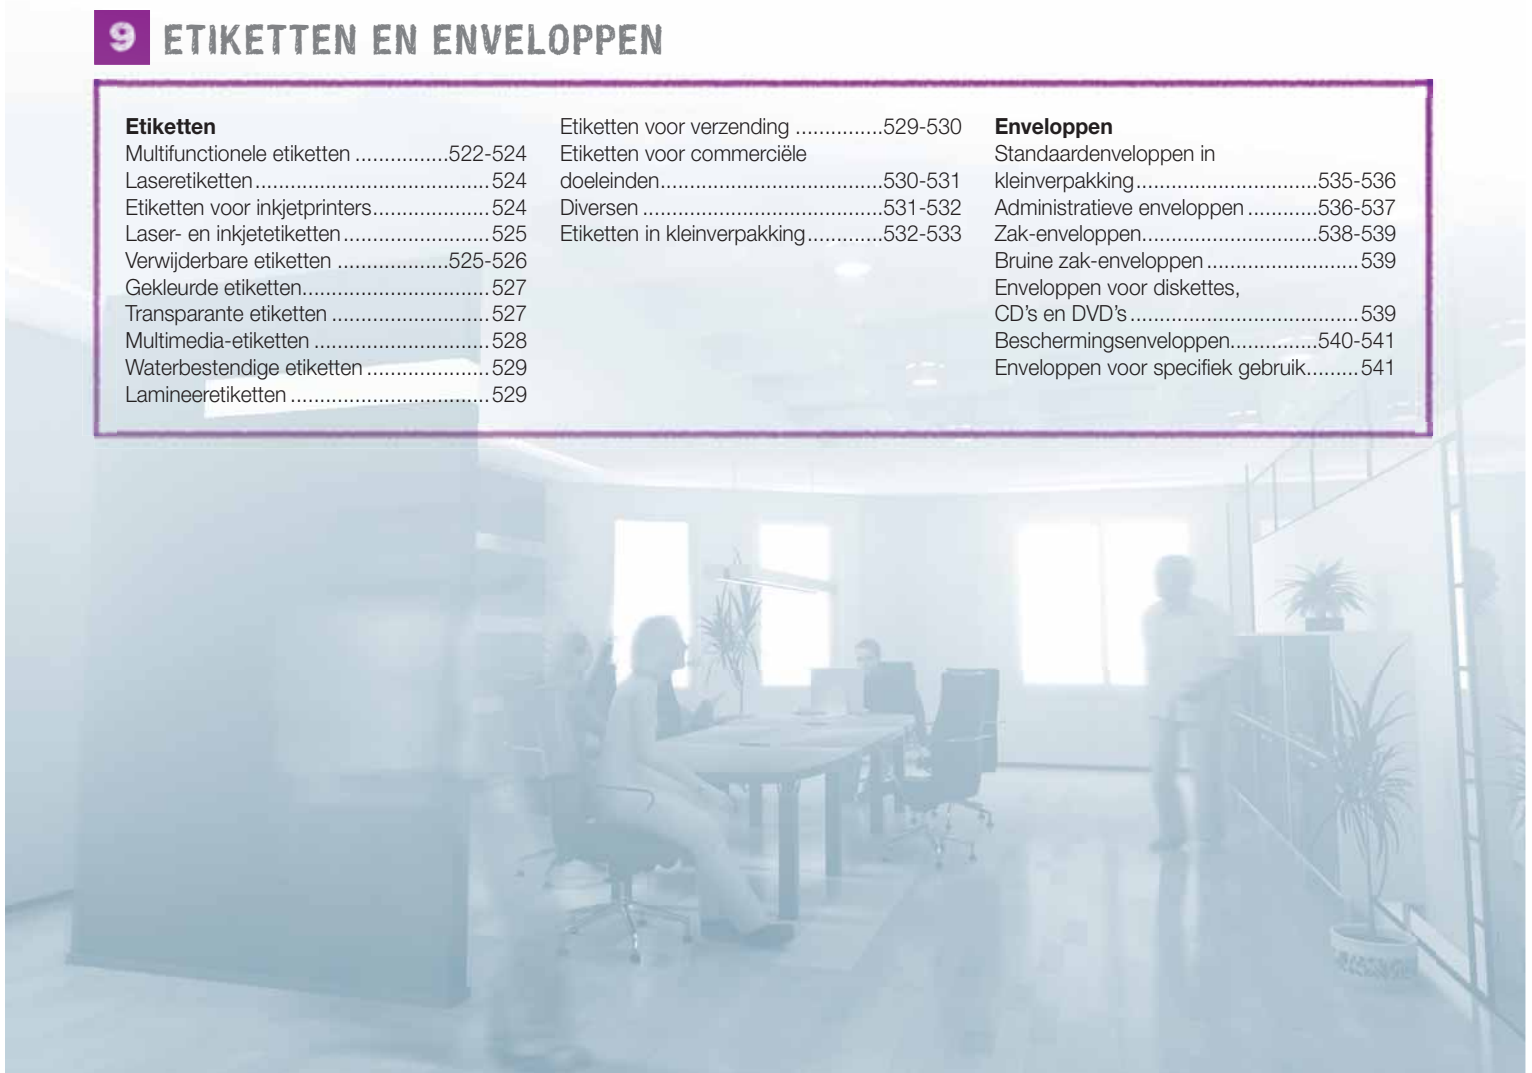 9 ETIKETTEN EN ENVELOPPEN
Etiketten
Multifunctionele etiketten ................522-524
Laseretiketten........................................524
Etiketten voor inkjetprinters....................524
Laser- en inkjetetiketten.........................525
Verwijderbare etiketten ...................525-526
Gekleurde etiketten................................527
Transparante etiketten ...........................527
Multimedia-etiketten ..............................528
Waterbestendige etiketten.....................529
Lamineeretiketten ..................................529
Etiketten voor verzending ...............529-530
Etiketten voor commerciële
doeleinden......................................530-531
Diversen .........................................531-532
Etiketten in kleinverpakking.............532-533
Enveloppen
Standaardenveloppen in
kleinverpakking...............................535-536
Administratieve enveloppen............536-537
Zak-enveloppen..............................538-539
Bruine zak-enveloppen..........................539
Enveloppen voor diskettes,
CD’s en DVD’s.......................................539
Beschermingsenveloppen...............540-541
Enveloppen voor specifiek gebruik.........541